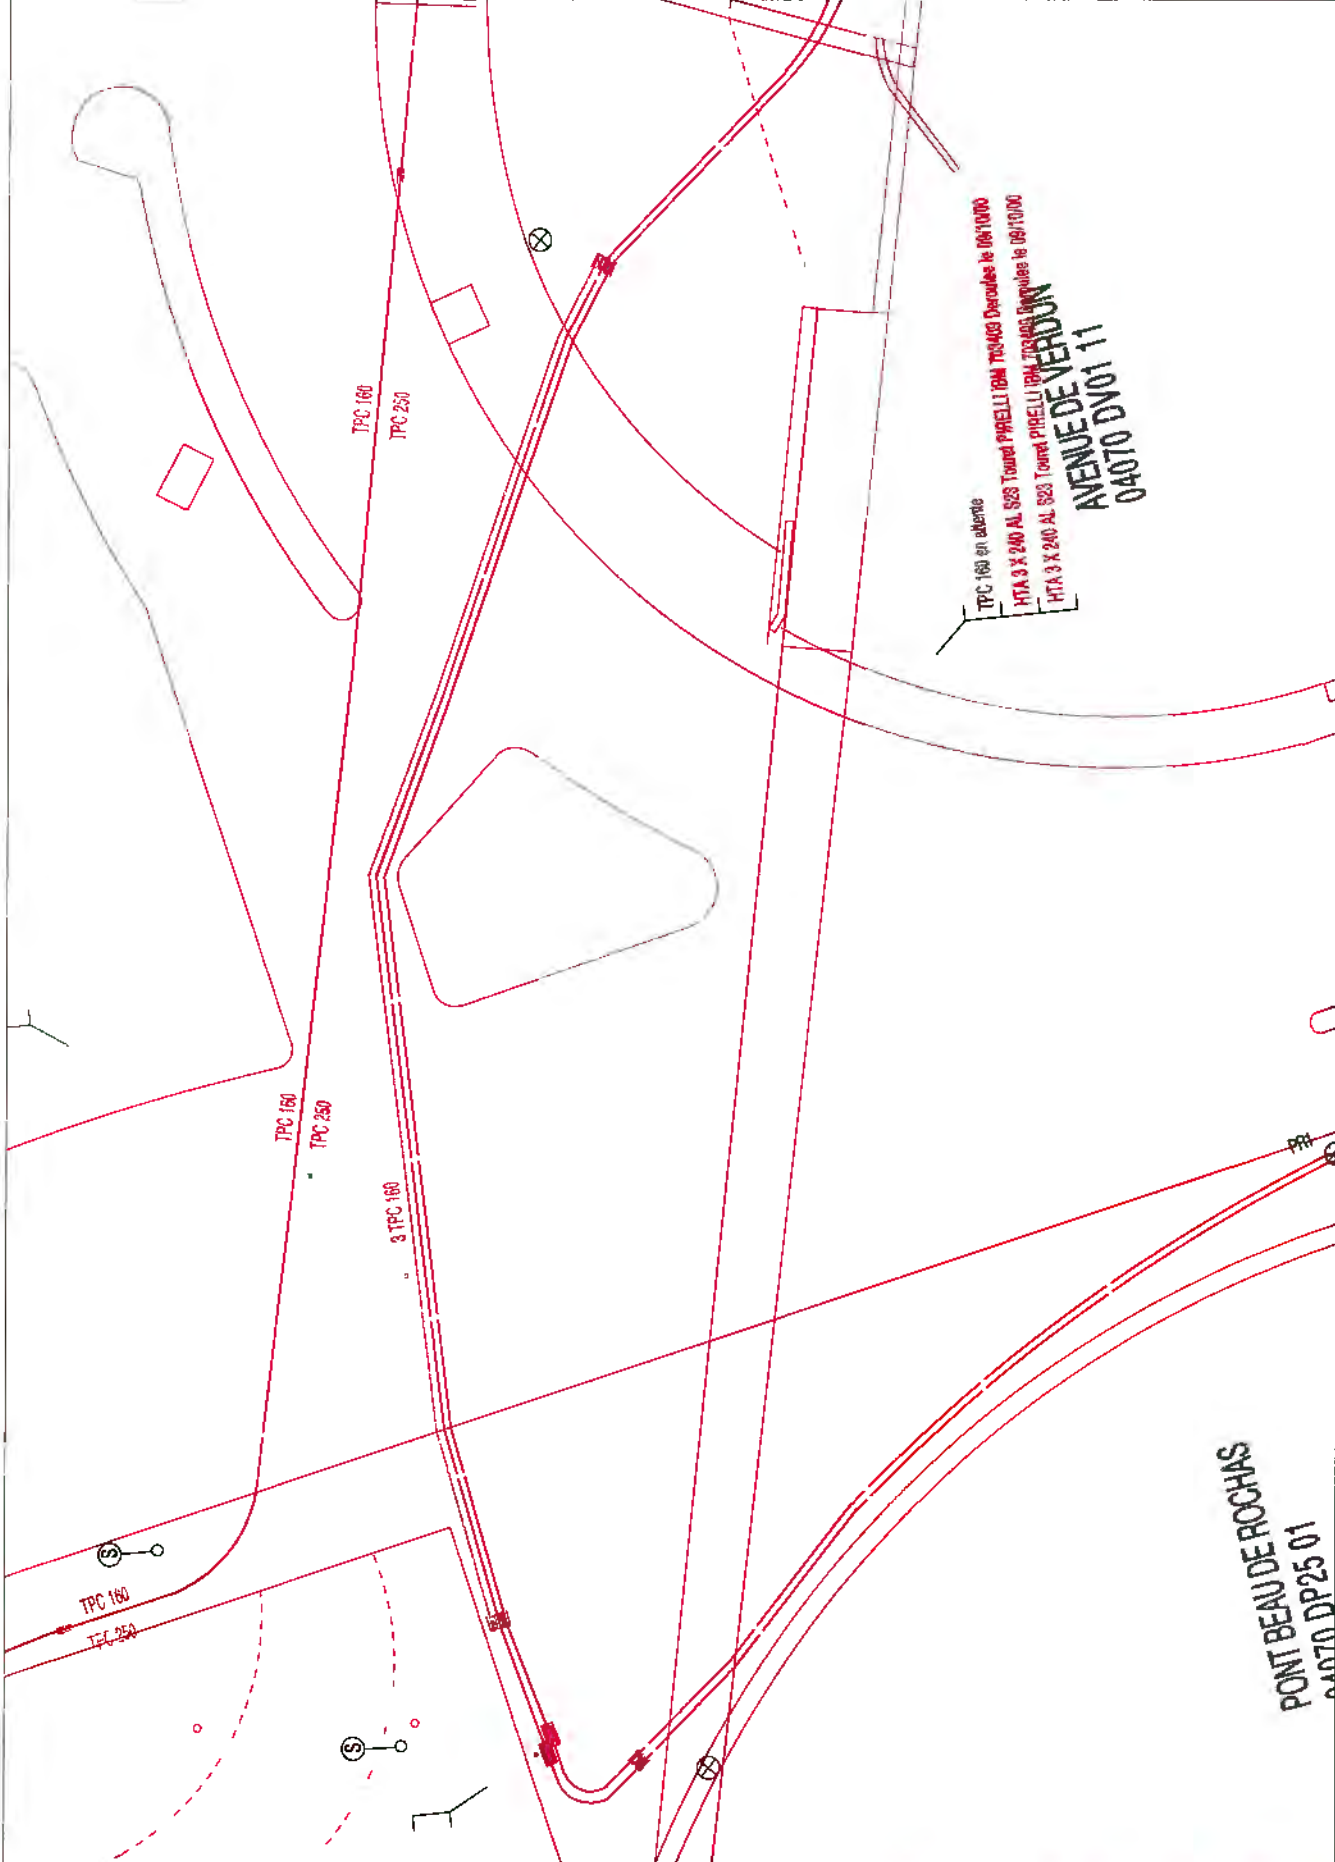 TPC 160
TPC 250
TPC 160 en attente
HTA 3 X 240 AL S23 Touret PIRELLI IBM 703409 Deroulee le 09/10/00
HTA 3 X 240 AL S23 Touret PIRELLI IBM 703409 Deroulee le 09/10/00
AVENUE DE VERDUN
04070 DV01 11
TPC 160
TPC 250
3 TPC 160
PR1
TPC 160
TPC 250
S
S
PONT BEAU DE ROCHAS
04070 DP25 01